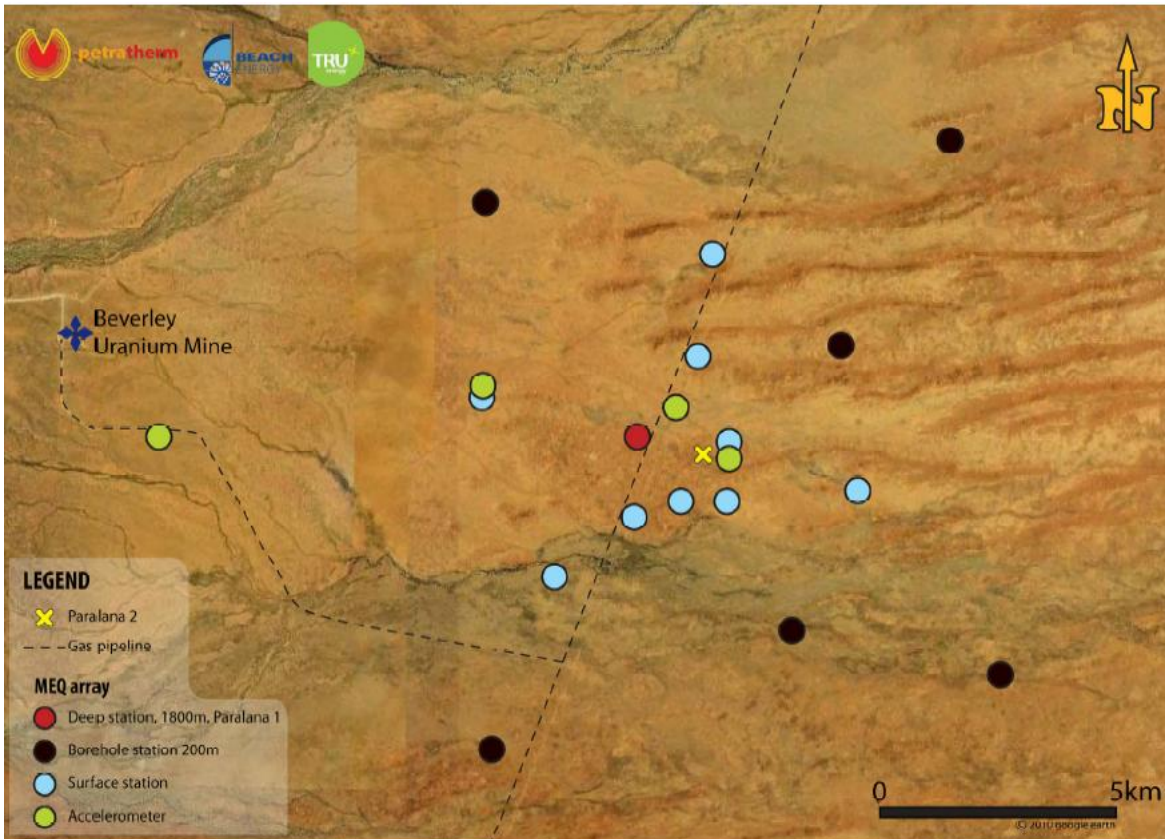 petratherm
BEACH
ENERGY
TRU
energy
N
Beverley
Uranium Mine
LEGEND
Paralana 2
Gas pipeline
MEQ array
Deep station, 1800m, Paralana 1
Borehole station 200m
Surface station
Accelerometer
0 5km
© 2010 google earth